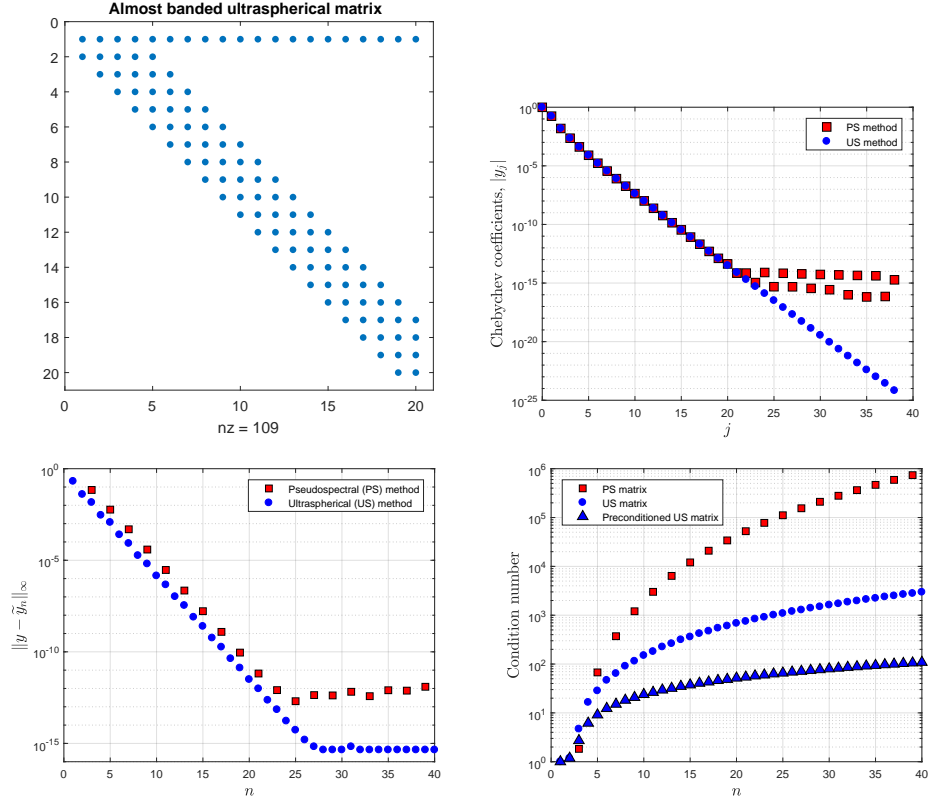 Almost banded ultraspherical matrix
0
2
4
6
8
10
12
14
16
18
20
0 5 10 15 20
nz = 109
10^0
10^-5
10^-10
10^-15
10^-20
10^-25
Chebychev coefficients, |y_j|
PS method
US method
0 5 10 15 20 25 30 35 40
j
10^0
10^-5
10^-10
10^-15
||y − ỹ_n||_∞
Pseudospectral (PS) method
Ultraspherical (US) method
0 5 10 15 20 25 30 35 40
n
10^6
10^5
10^4
10^3
10^2
10^1
10^0
Condition number
PS matrix
US matrix
Preconditioned US matrix
0 5 10 15 20 25 30 35 40
n